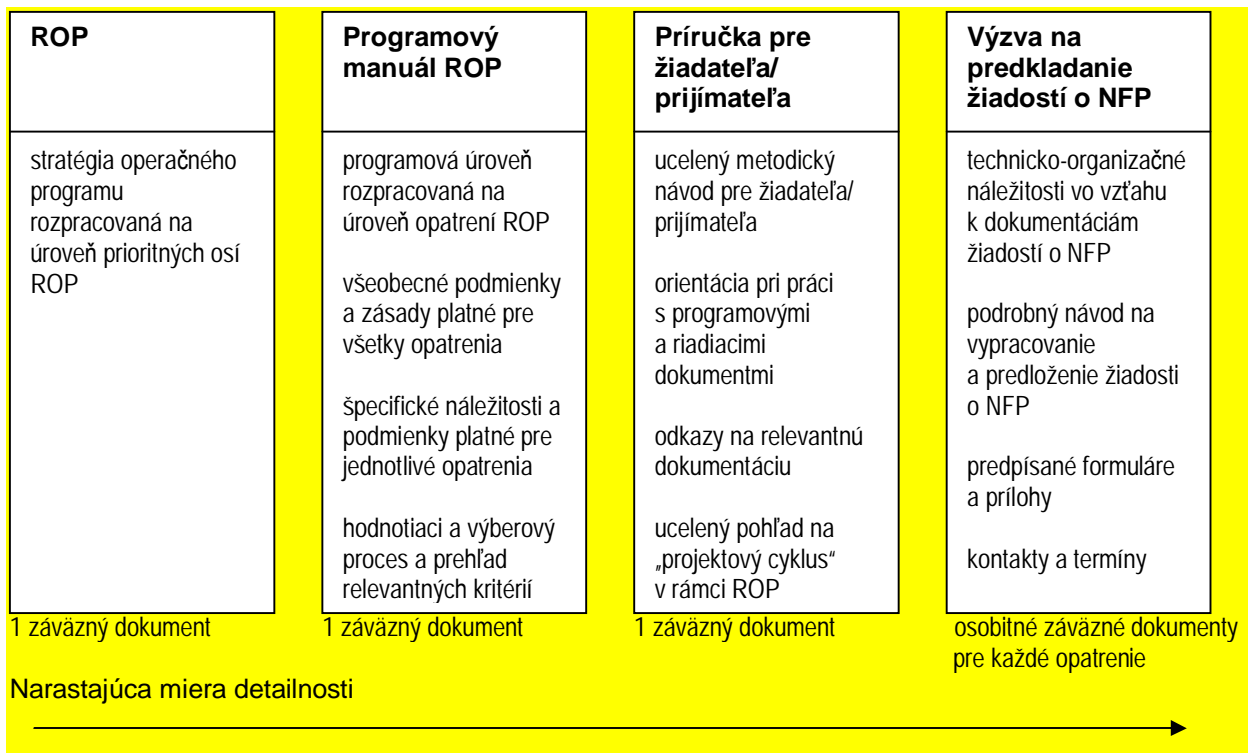 ROP
stratégia operačného
programu
rozpracovaná na
úroveň prioritných osí
ROP
1 záväzný dokument
Programový
manuál ROP
programová úroveň
rozpracovaná na
úroveň opatrení ROP
všeobecné podmienky
a zásady platné pre
všetky opatrenia
špecifické náležitosti a
podmienky platné pre
jednotlivé opatrenia
hodnotiaci a výberový
proces a prehľad
relevantných kritérií
1 záväzný dokument
Príručka pre
žiadateľa/
prijímateľa
ucelený metodický
návod pre žiadateľa/
prijímateľa
orientácia pri práci
s programovými
a riadiacimi
dokumentmi
odkazy na relevantnú
dokumentáciu
ucelený pohľad na
„projektový cyklus“
v rámci ROP
1 záväzný dokument
Výzva na
predkladanie
žiadostí o NFP
technicko-organizačné
náležitosti vo vzťahu
k dokumentáciám
žiadostí o NFP
podrobný návod na
vypracovanie
a predloženie žiadosti
o NFP
predpísané formuláre
a prílohy
kontakty a termíny
osobitné záväzné dokumenty
pre každé opatrenie
Narastajúca miera detailnosti